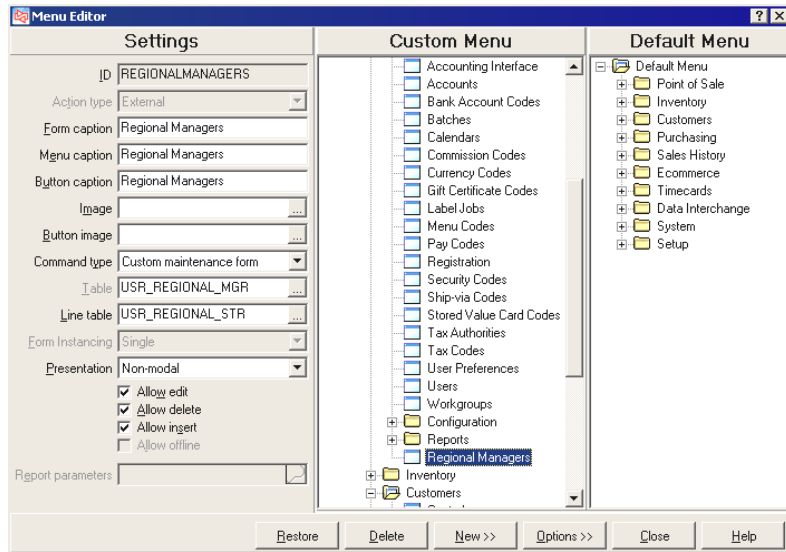 Menu Editor
Settings
ID REGIONALMANAGERS
Action type External
Form caption Regional Managers
Menu caption Regional Managers
Button caption Regional Managers
Image ...
Button image ...
Command type Custom maintenance form
Table USR_REGIONAL_MGR ...
Line table USR_REGIONAL_STR ...
Form Instancing Single
Presentation Non-modal
Allow edit
Allow delete
Allow insert
Allow offline
Report parameters
Custom Menu
Accounting Interface
Accounts
Bank Account Codes
Batches
Calendars
Commission Codes
Currency Codes
Gift Certificate Codes
Label Jobs
Menu Codes
Pay Codes
Registration
Security Codes
Ship-via Codes
Stored Value Card Codes
Tax Authorities
Tax Codes
User Preferences
Users
Workgroups
Configuration
Reports
Regional Managers
Inventory
Customers
Default Menu
Default Menu
Point of Sale
Inventory
Customers
Purchasing
Sales History
Ecommerce
Timecards
Data Interchange
System
Setup
Restore
Delete
New >>
Options >>
Close
Help